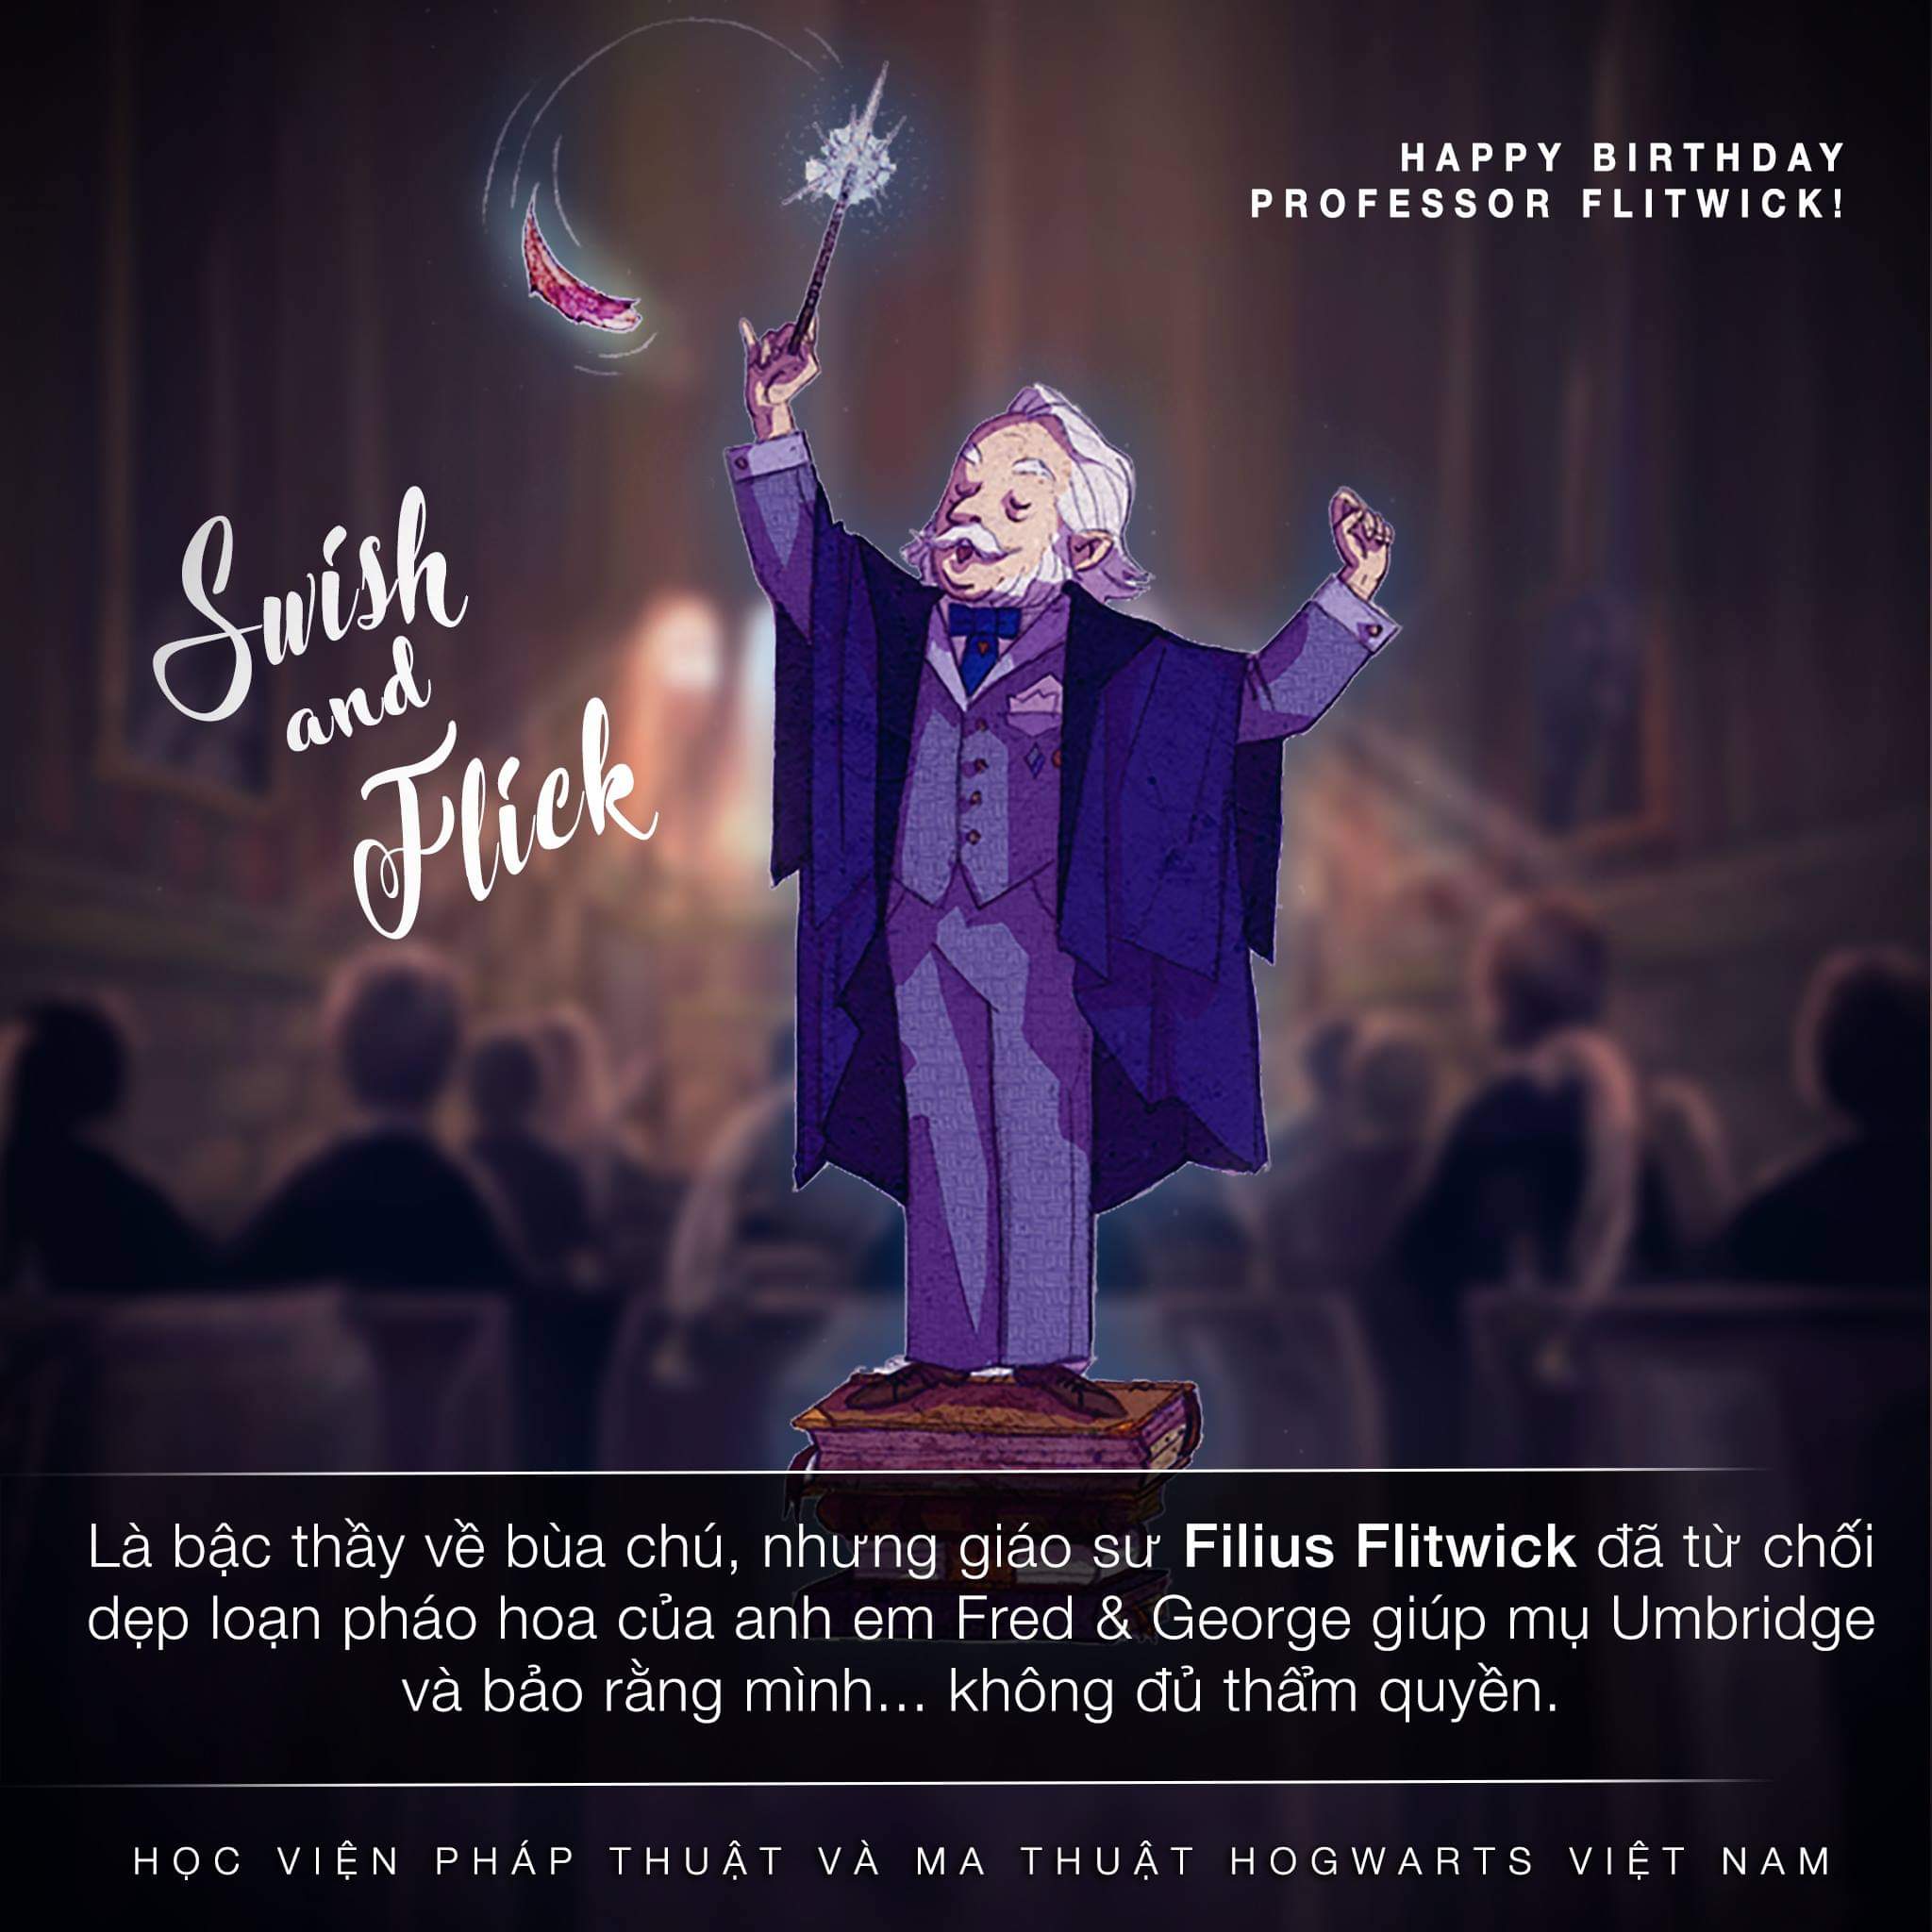 HAPPY BIRTHDAY
PROFESSOR FLITWICK!
Swish
and
Flick
Là bậc thầy về bùa chú, nhưng giáo sư Filius Flitwick đã từ chối
dẹp loạn pháo hoa của anh em Fred & George giúp mụ Umbridge
và bảo rằng mình... không đủ thẩm quyền.
HỌC VIỆN PHÁP THUẬT VÀ MA THUẬT HOGWARTS VIỆT NAM